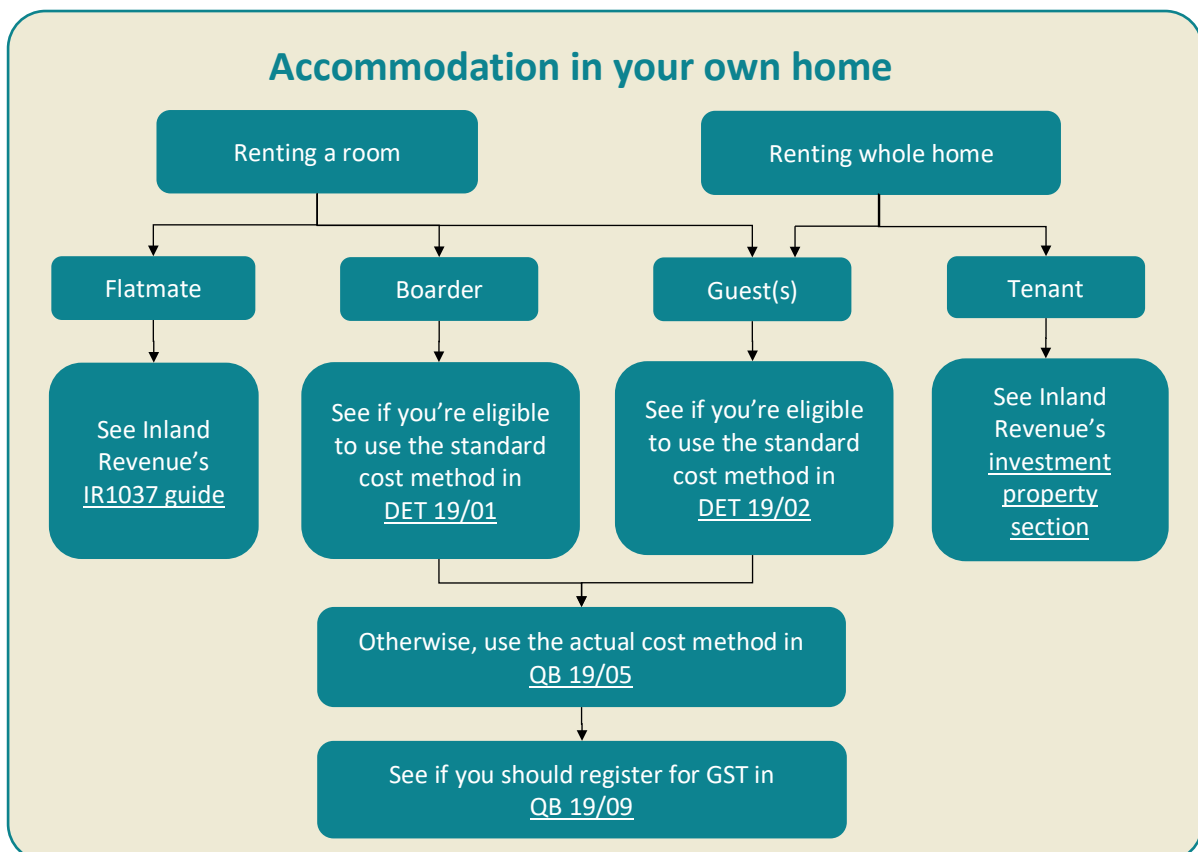 Accommodation in your own home
Renting a room
Renting whole home
Flatmate
Boarder
Guest(s)
Tenant
See Inland
Revenue’s
IR1037 guide
See if you’re eligible
to use the standard
cost method in
DET 19/01
See if you’re eligible
to use the standard
cost method in
DET 19/02
See Inland
Revenue’s
investment
property
section
Otherwise, use the actual cost method in
QB 19/05
See if you should register for GST in
QB 19/09